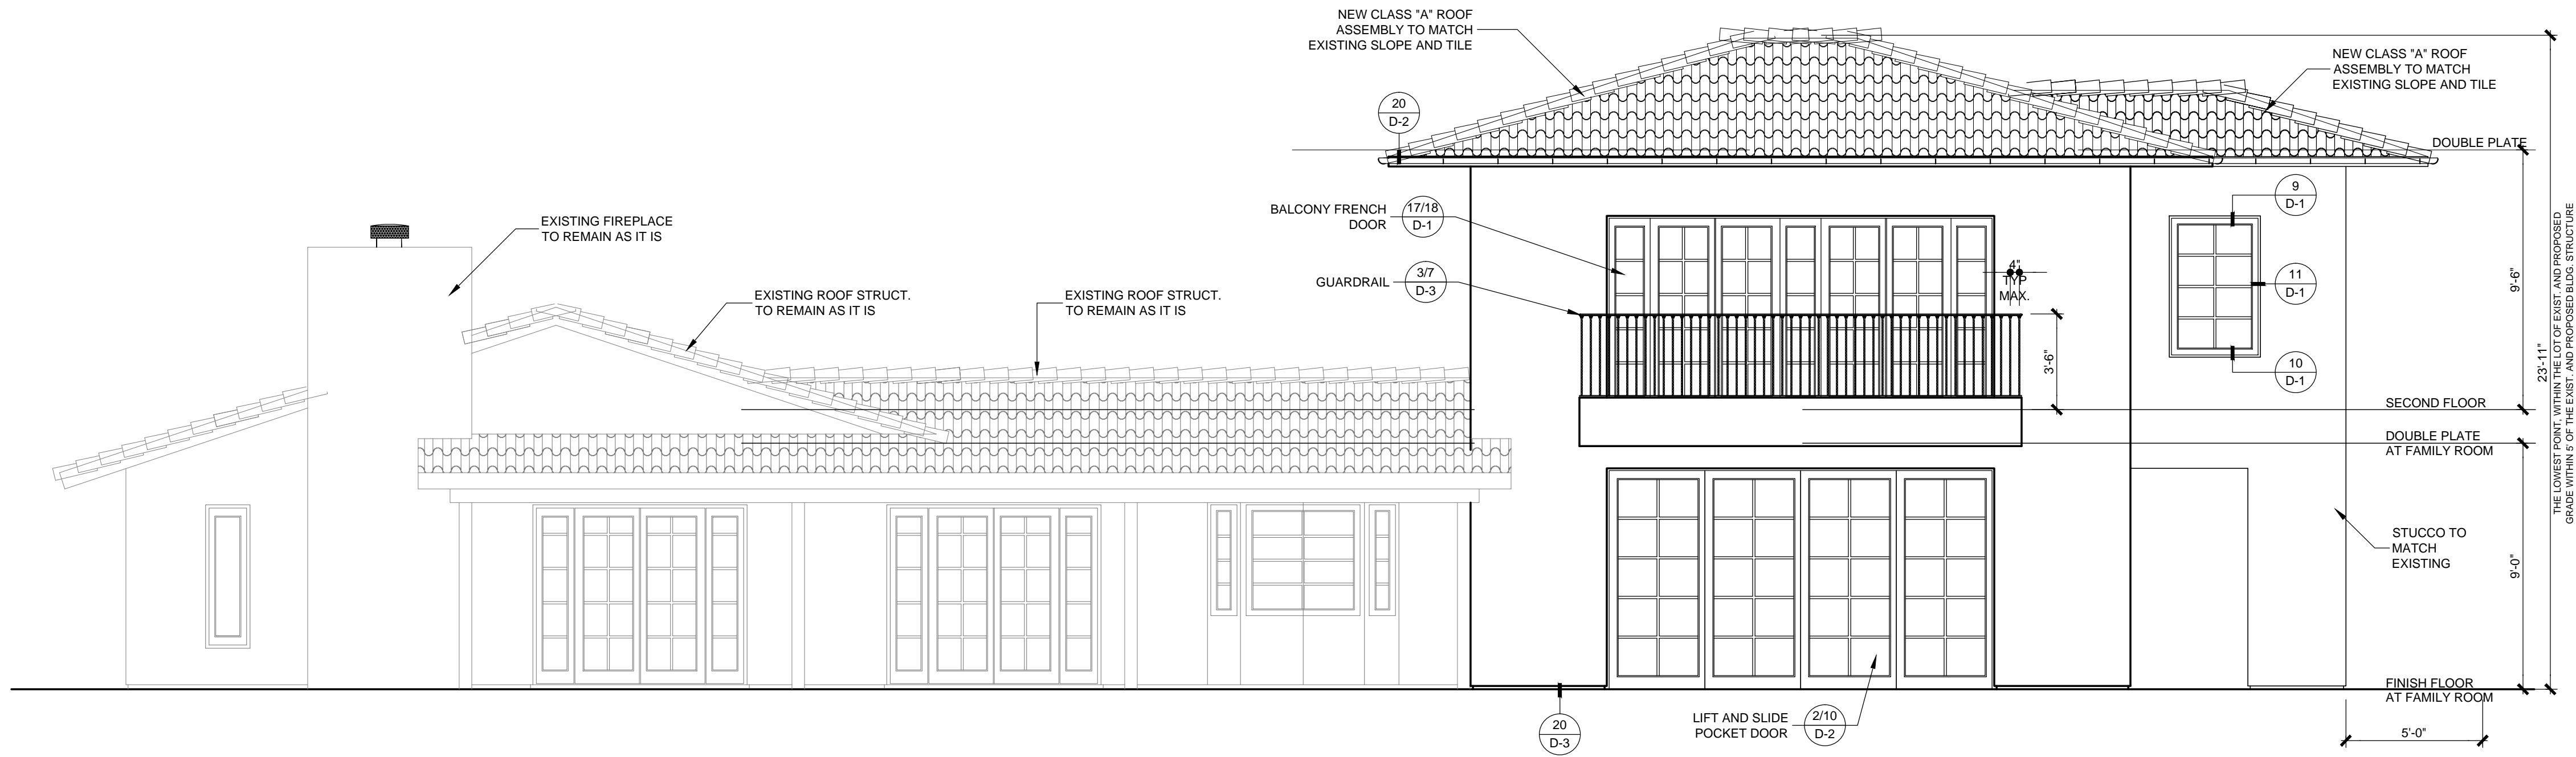 NEW CLASS "A" ROOF
ASSEMBLY TO MATCH
EXISTING SLOPE AND TILE
NEW CLASS "A" ROOF
ASSEMBLY TO MATCH
EXISTING SLOPE AND TILE
20
D-2
DOUBLE PLATE
EXISTING FIREPLACE
TO REMAIN AS IT IS
BALCONY FRENCH
DOOR
17/18
D-1
9
D-1
GUARDRAIL
3/7
D-3
4"
TYP
MAX.
11
D-1
9'-6"
EXISTING ROOF STRUCT.
TO REMAIN AS IT IS
EXISTING ROOF STRUCT.
TO REMAIN AS IT IS
3'-6"
10
D-1
23'-11"
THE LOWEST POINT, WITHIN THE LOT OF EXIST. AND PROPOSED
GRADE WITHIN 5' OF THE EXIST. AND PROPOSED BLDG. STRUCTURE
SECOND FLOOR
DOUBLE PLATE
AT FAMILY ROOM
STUCCO TO
MATCH
EXISTING
9'-0"
FINISH FLOOR
AT FAMILY ROOM
LIFT AND SLIDE
POCKET DOOR
2/10
D-2
20
D-3
5'-0"